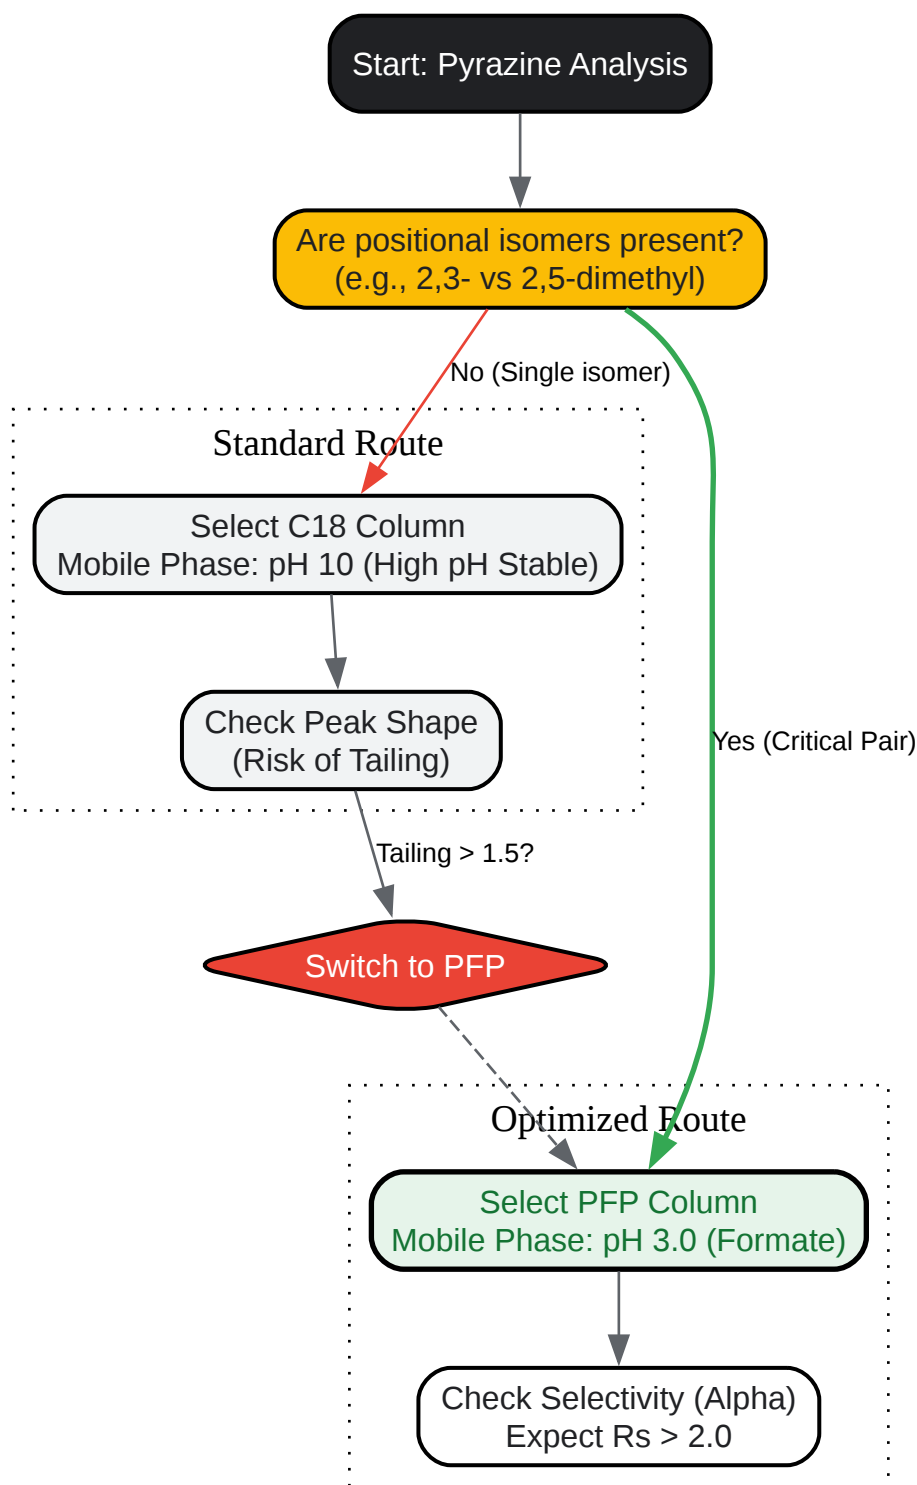 Start: Pyrazine Analysis
Are positional isomers present?
(e.g., 2,3- vs 2,5-dimethyl)
No (Single isomer)
Standard Route
Select C18 Column
Mobile Phase: pH 10 (High pH Stable)
Check Peak Shape
(Risk of Tailing)
Yes (Critical Pair)
Tailing > 1.5?
Switch to PFP
Optimized Route
Select PFP Column
Mobile Phase: pH 3.0 (Formate)
Check Selectivity (Alpha)
Expect Rs > 2.0